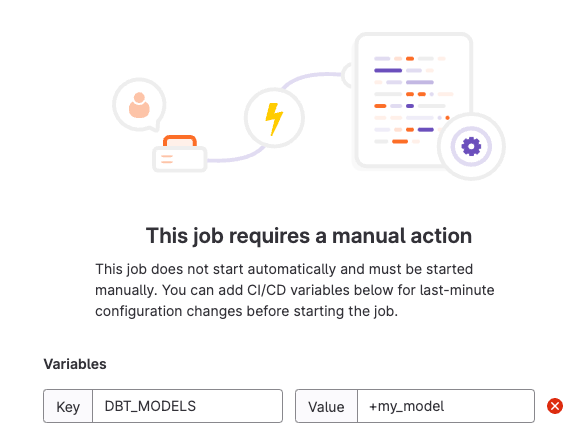 This job requires a manual action
This job does not start automatically and must be started
manually. You can add CI/CD variables below for last-minute
configuration changes before starting the job.
Variables
Key DBT_MODELS Value +my_model